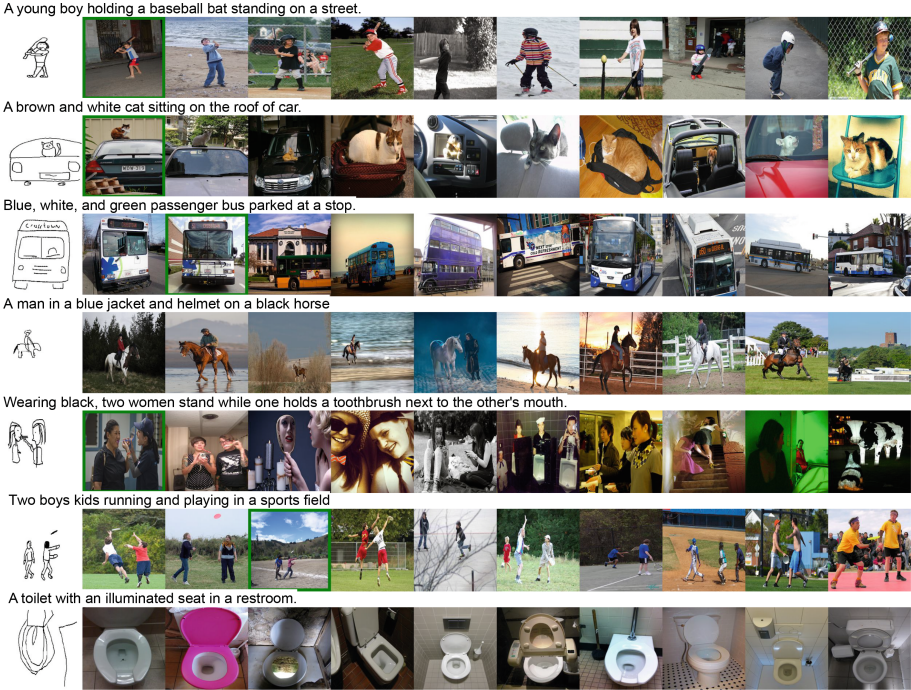 A young boy holding a baseball bat standing on a street.
A brown and white cat sitting on the roof of car.
Blue, white, and green passenger bus parked at a stop.
Crosstown
A man in a blue jacket and helmet on a black horse
Wearing black, two women stand while one holds a toothbrush next to the other's mouth.
Two boys kids running and playing in a sports field
A toilet with an illuminated seat in a restroom.